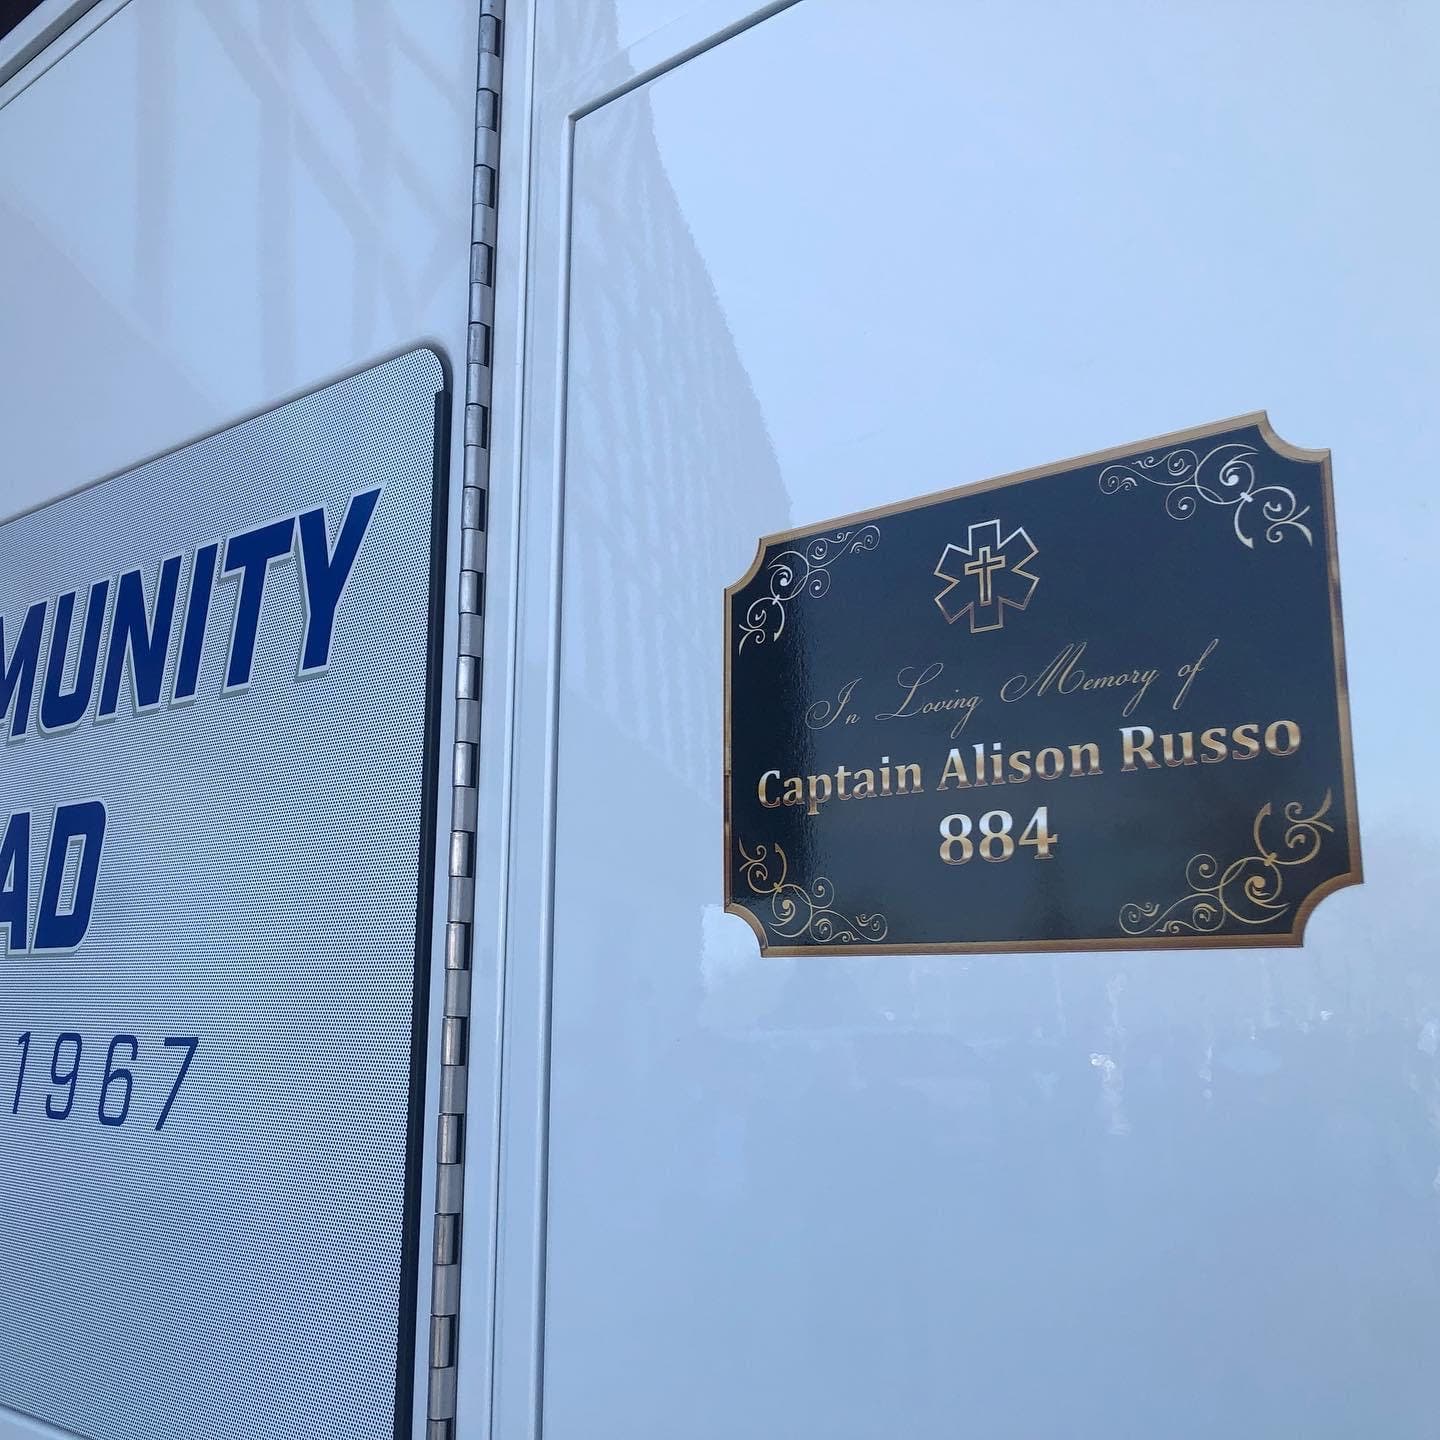 MUNITY
AD
1967
In Loving Memory of
Captain Alison Russo
884